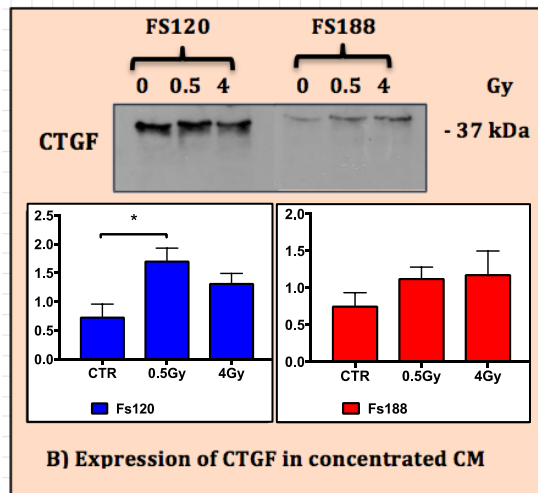 FS120 FS188
0 0.5 4 0 0.5 4 Gy
CTGF - 37 kDa
2.5
2.0
1.5
1.0
0.5
0.0
*
CTR 0.5Gy 4Gy
Fs120
2.0
1.5
1.0
0.5
0.0
CTR 0.5Gy 4Gy
Fs188
B) Expression of CTGF in concentrated CM